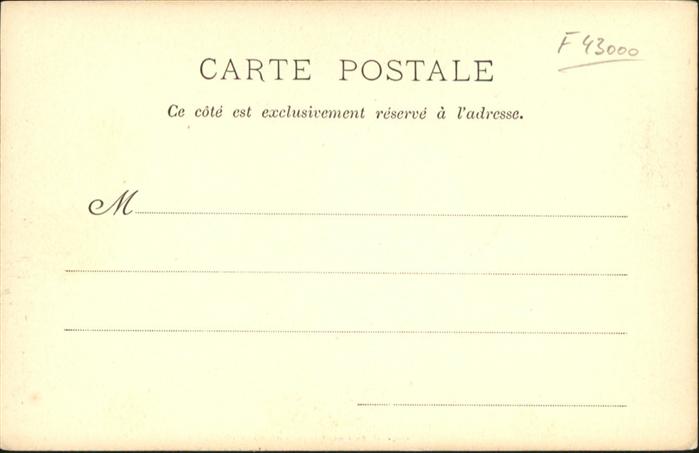 F 43000
CARTE POSTALE
Ce côté est exclusivement réservé à l'adresse.
M